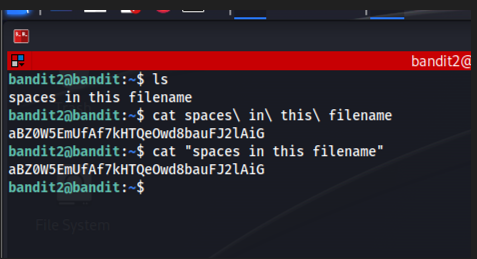 bandit2@
bandit2@bandit:~$ ls
spaces in this filename
bandit2@bandit:~$ cat spaces\ in\ this\ filename
aBZ0W5EmUfAf7kHTQeOwd8bauFJ2lAiG
bandit2@bandit:~$ cat "spaces in this filename"
aBZ0W5EmUfAf7kHTQeOwd8bauFJ2lAiG
bandit2@bandit:~$
File System